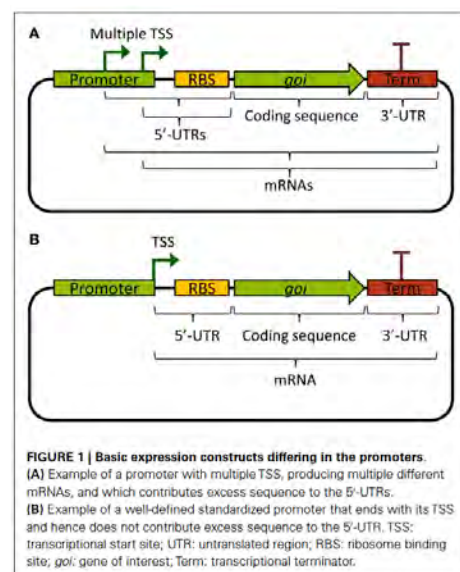 A
Multiple TSS
Promoter RBS goi Term
Coding sequence 3'-UTR
5'-UTRs
mRNAs
B
TSS
Promoter RBS goi Term
5'-UTR Coding sequence 3'-UTR
mRNA
FIGURE 1 | Basic expression constructs differing in the promoters.
(A) Example of a promoter with multiple TSS, producing multiple different
mRNAs, and which contributes excess sequence to the 5'-UTRs.
(B) Example of a well-defined standardized promoter that ends with its TSS
and hence does not contribute excess sequence to the 5'-UTR. TSS:
transcriptional start site; UTR: untranslated region; RBS: ribosome binding
site; goi: gene of interest; Term: transcriptional terminator.